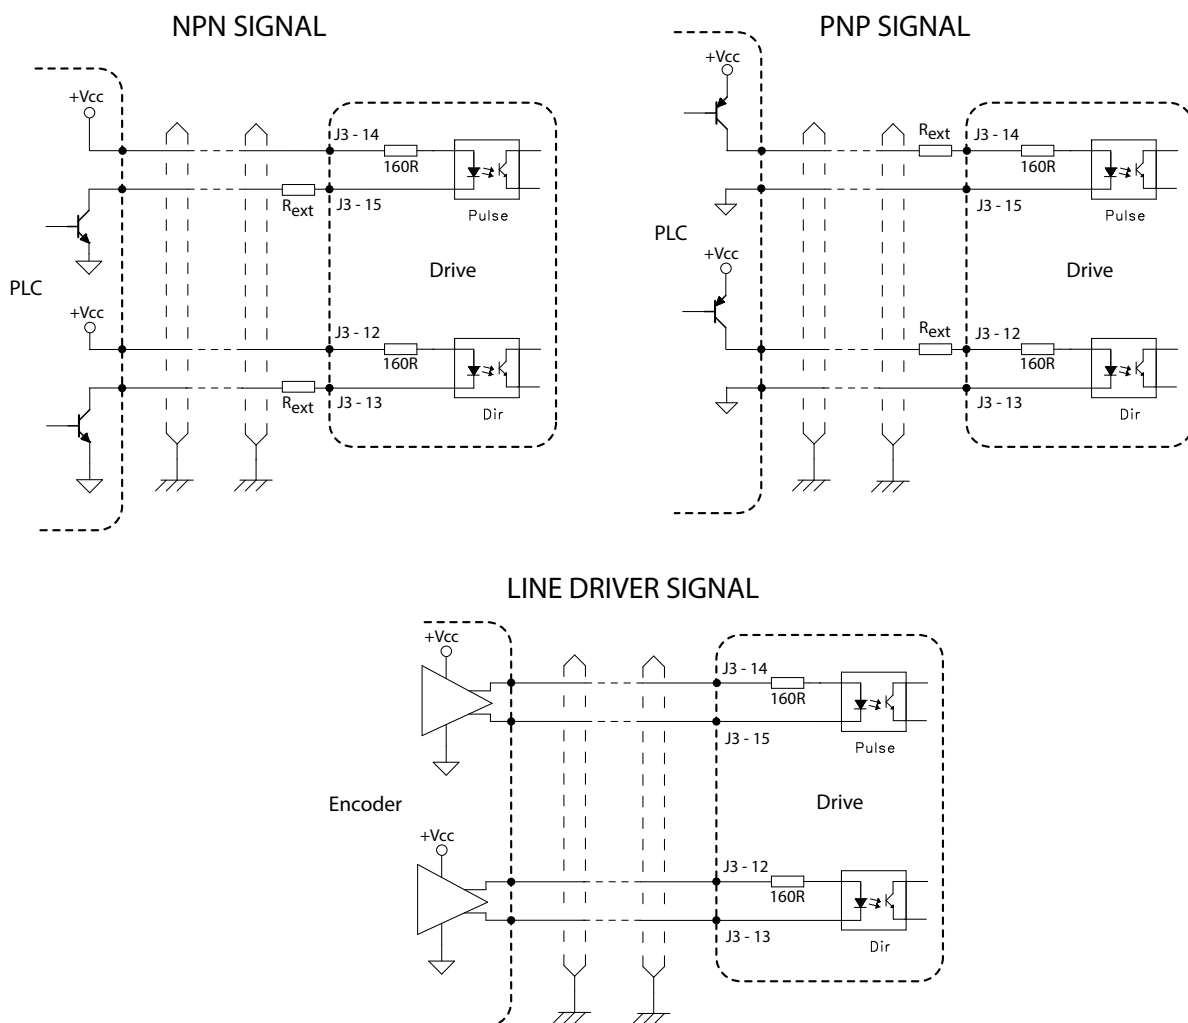 NPN SIGNAL
+Vcc
J3 - 14
160R
Rext
J3 - 15
Pulse
PLC
Drive
+Vcc
J3 - 12
160R
Rext
J3 - 13
Dir
PNP SIGNAL
+Vcc
Rext
J3 - 14
160R
J3 - 15
Pulse
PLC
+Vcc
Drive
Rext
J3 - 12
160R
J3 - 13
Dir
LINE DRIVER SIGNAL
+Vcc
J3 - 14
160R
J3 - 15
Pulse
Encoder
Drive
+Vcc
J3 - 12
160R
J3 - 13
Dir